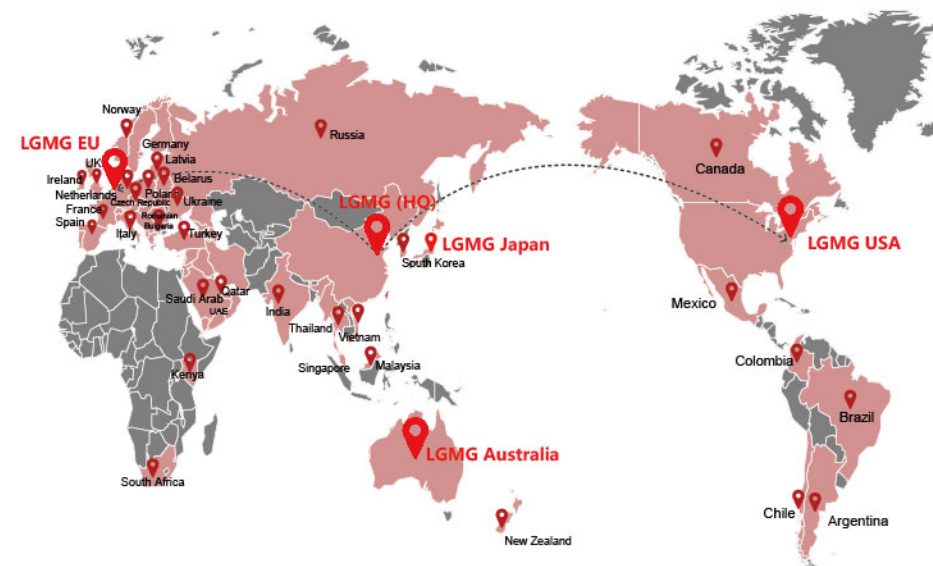 Norway
Russia
LGMG EU
Germany
Latvia
UK
Ireland
Belarus
Netherlands
Poland
Czech Republic
Ukraine
France
Romanian
Bulgaria
Spain
Italy
Turkey
LGMG (HQ)
LGMG Japan
South Korea
Canada
LGMG USA
Saudi Arab
Qatar
UAE
India
Mexico
Thailand
Vietnam
Singapore
Malaysia
Colombia
Kenya
Brazil
LGMG Australia
South Africa
New Zealand
Chile
Argentina